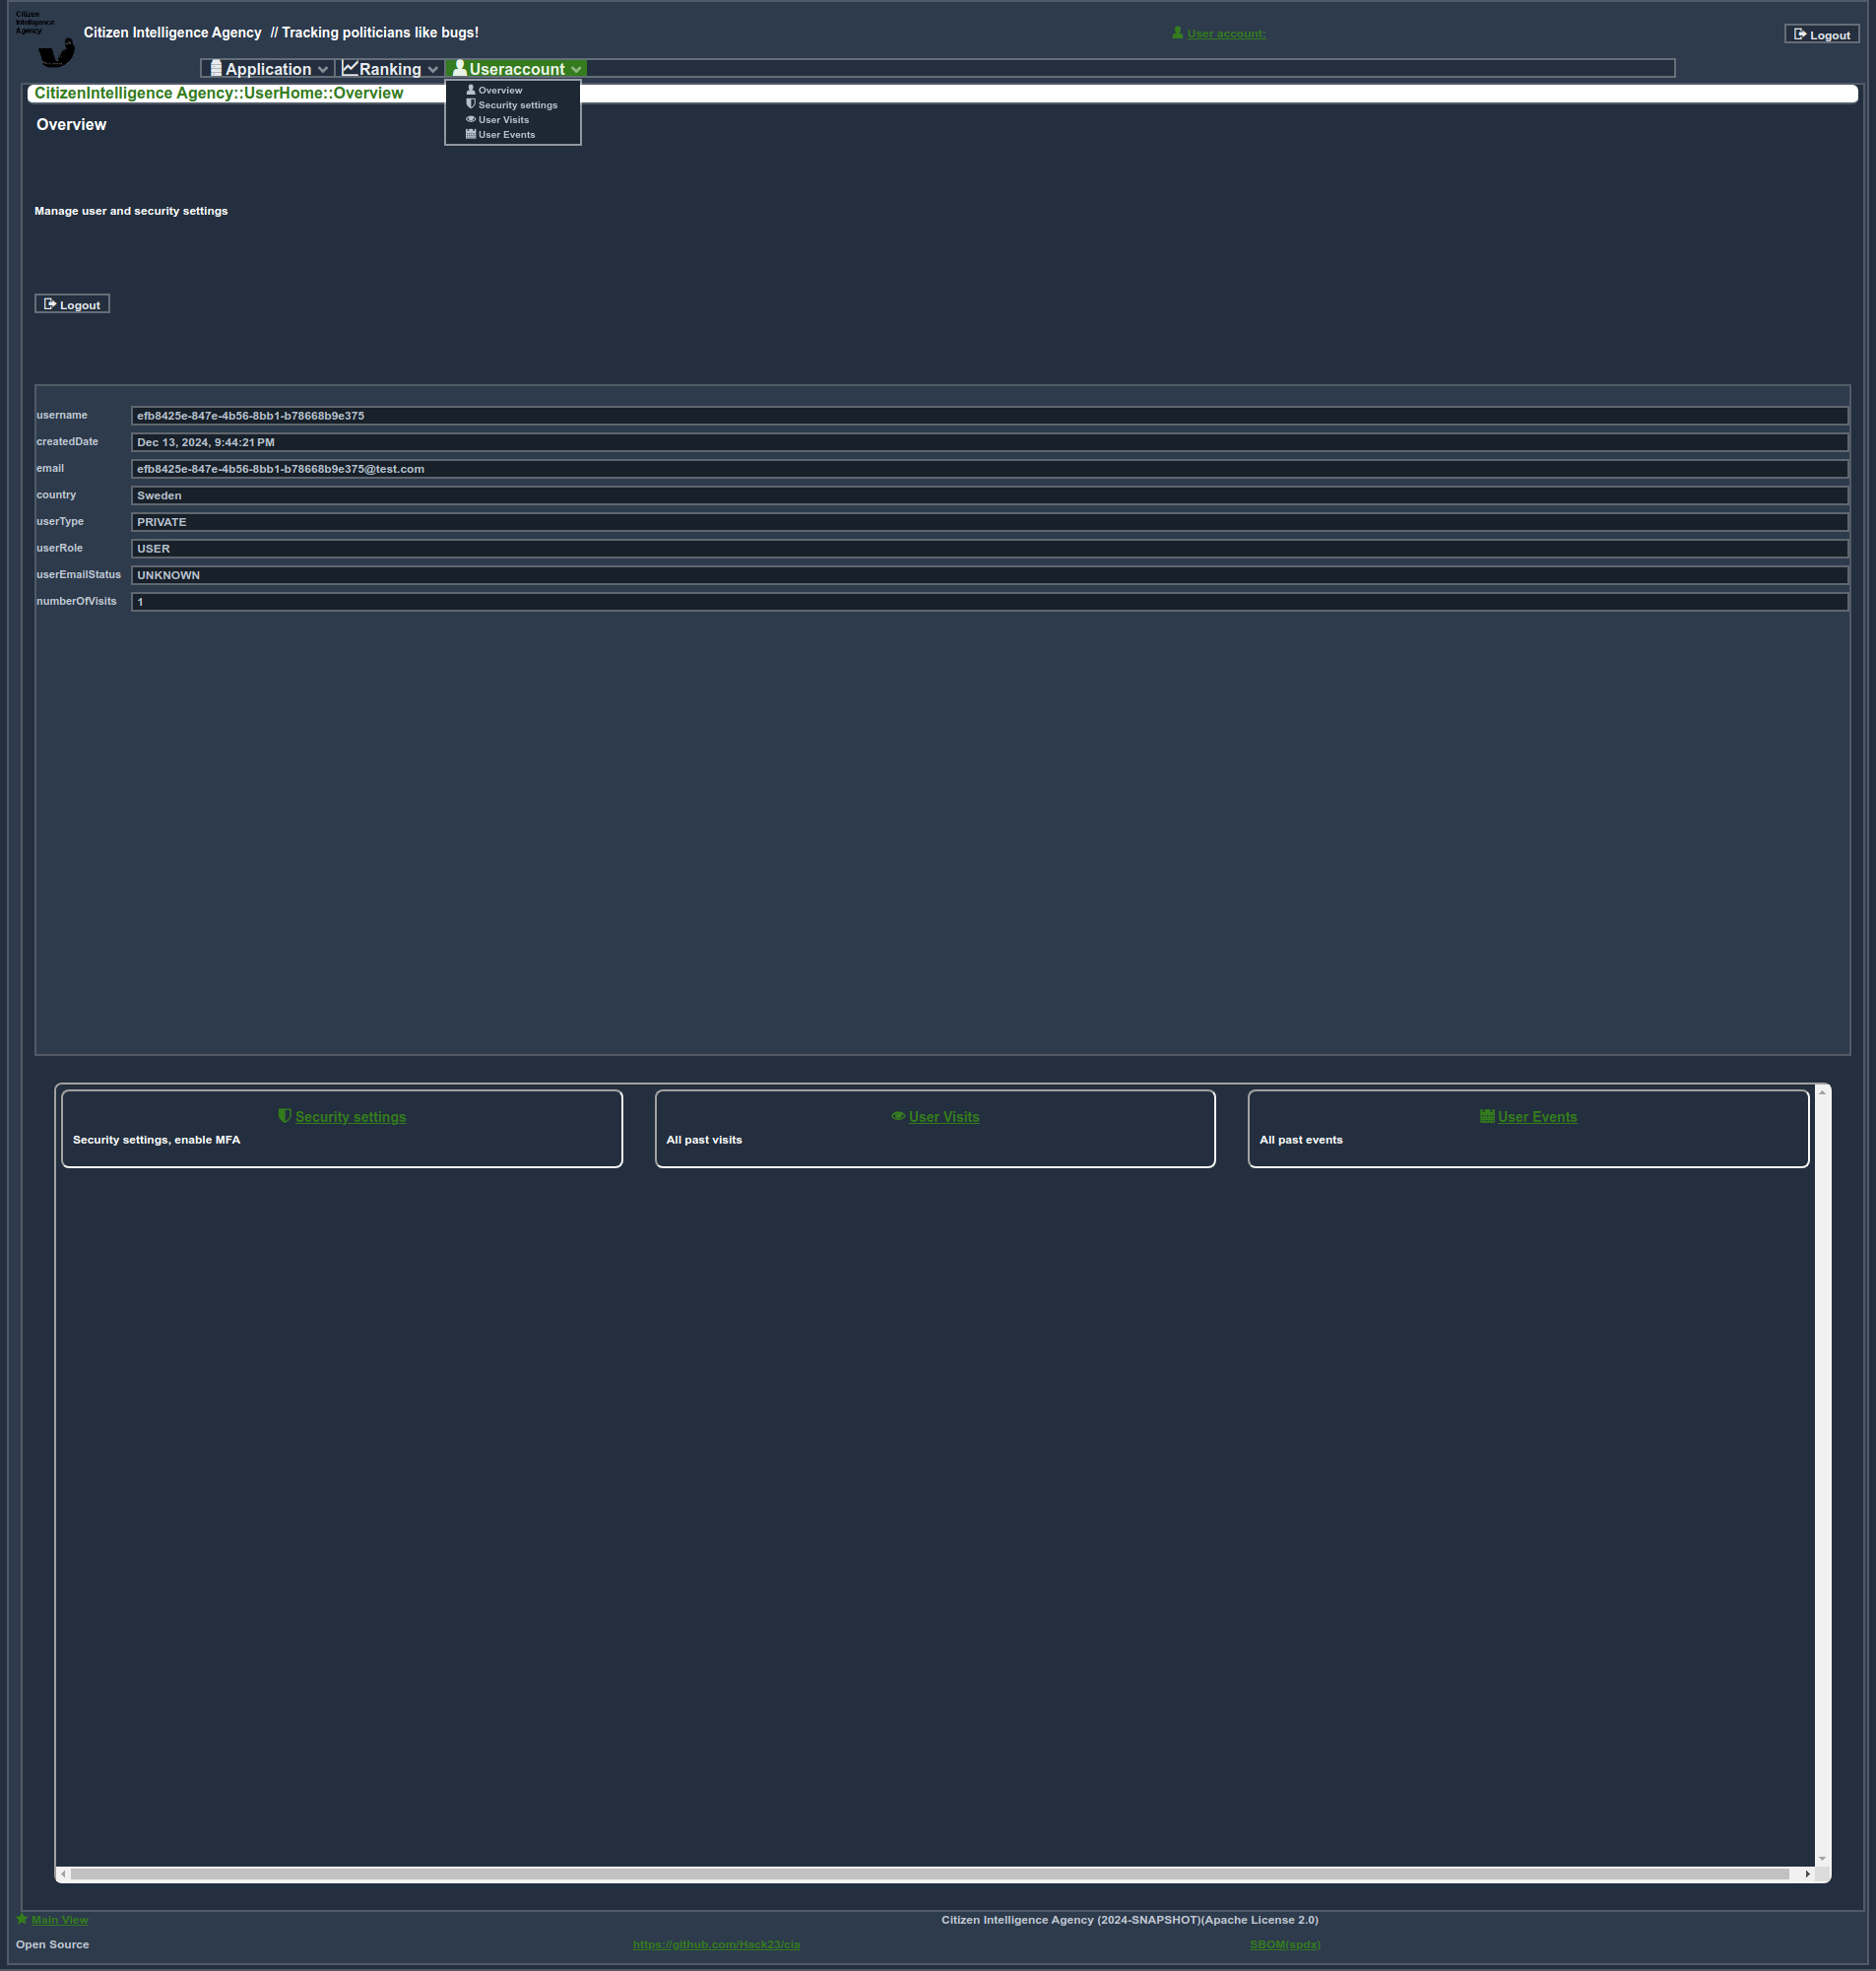 Citizen
Intelligence
Agency
Citizen Intelligence Agency // Tracking politicians like bugs!
User account:
Logout
Application Ranking Useraccount
CitizenIntelligence Agency::UserHome::Overview
Overview
Security settings
User Visits
User Events
Overview
Manage user and security settings
Logout
username efb8425e-847e-4b56-8bb1-b78668b9e375
createdDate Dec 13, 2024, 9:44:21 PM
email efb8425e-847e-4b56-8bb1-b78668b9e375@test.com
country Sweden
userType PRIVATE
userRole USER
userEmailStatus UNKNOWN
numberOfVisits 1
Security settings
Security settings, enable MFA
User Visits
All past visits
User Events
All past events
Main View Citizen Intelligence Agency (2024-SNAPSHOT)(Apache License 2.0)
Open Source https://github.com/Hack23/cia SBOM(spdx)